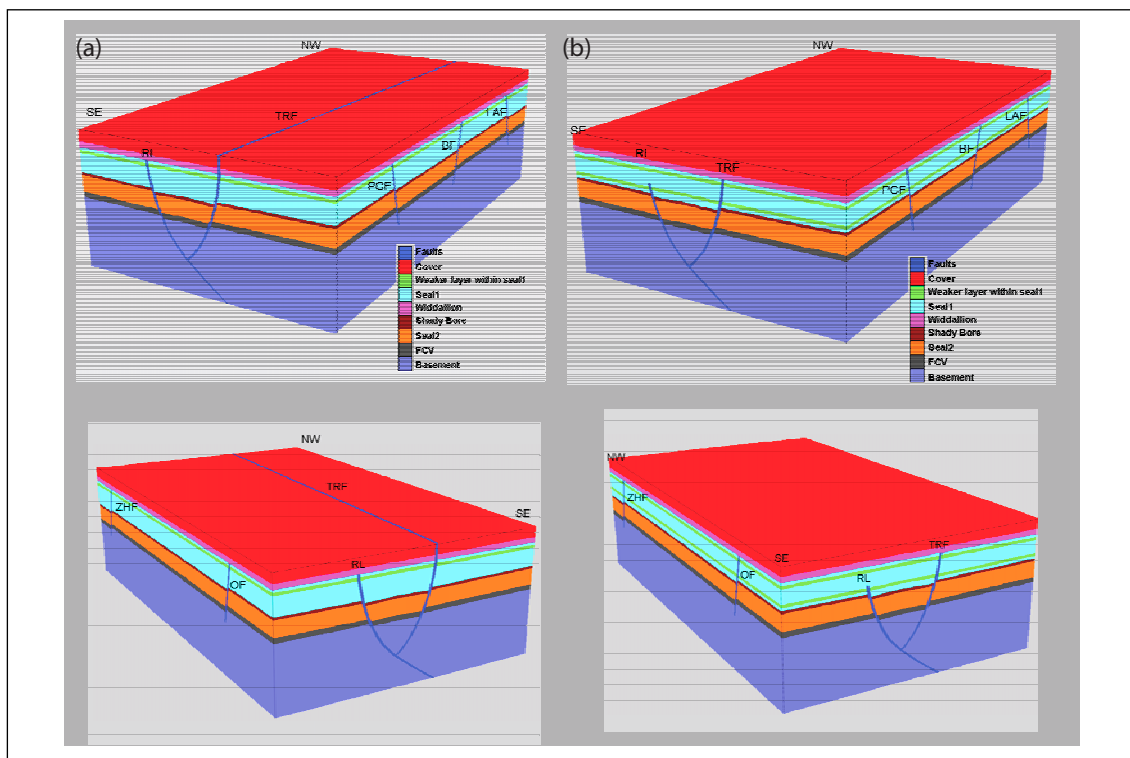 (a)
NW
SE
TRF
LAF
RL
BF
PCF
Faults
Cover
Weaker layer within seal1
Seal1
Widdallion
Shady Bore
Seal2
FCV
Basement
(b)
NW
SE
LAF
RL
TRF
BF
PCF
Faults
Cover
Weaker layer within seal1
Seal1
Widdallion
Shady Bore
Seal2
FCV
Basement
NW
TRF
ZHF
SE
RL
OF
NW
ZHF
TRF
OF
SE
RL